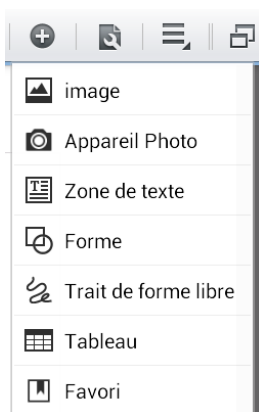 image
Appareil Photo
Zone de texte
Forme
Trait de forme libre
Tableau
Favori